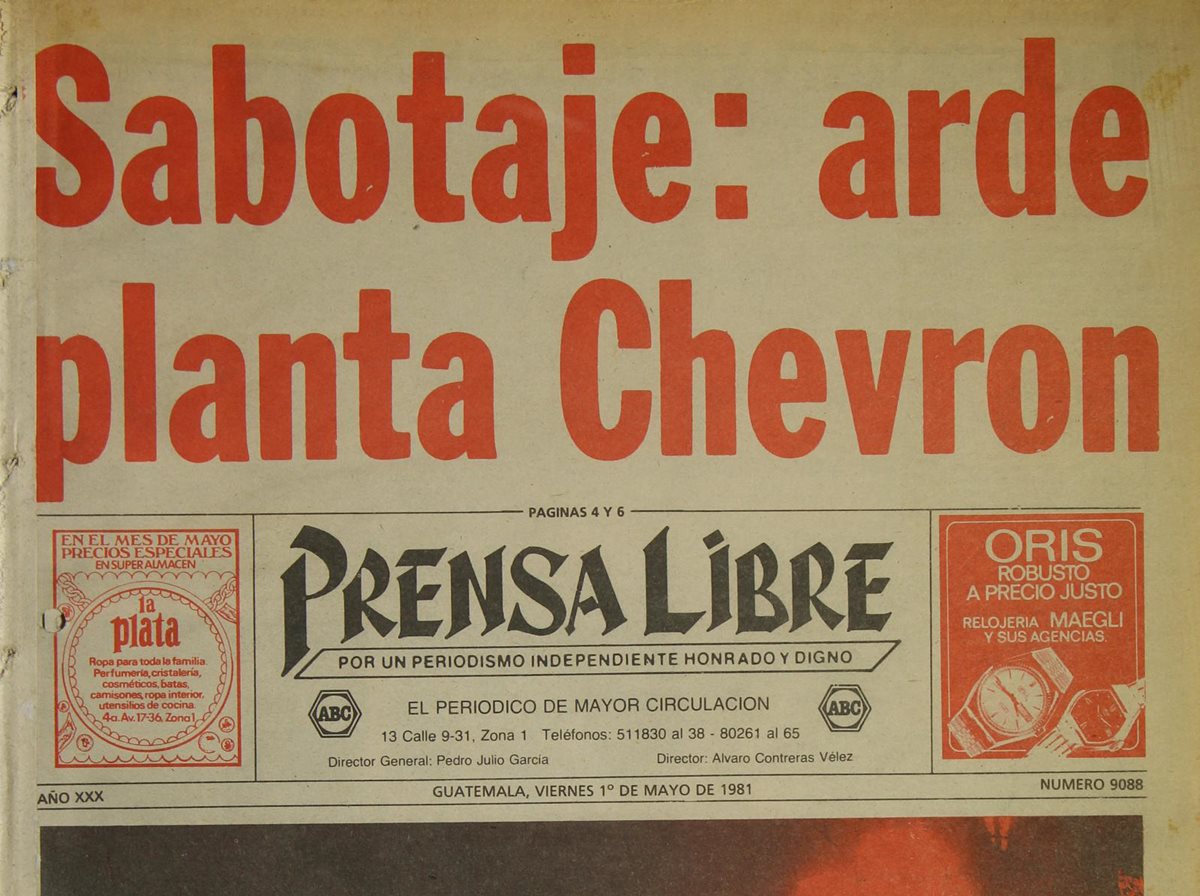 Sabotaje: arde
planta Chevron
PAGINAS 4 Y 6
EN EL MES DE MAYO
PRECIOS ESPECIALES
EN SUPER ALMACEN
la
plata
Ropa para toda la familia.
Perfumería, cristalería,
cosméticos, batas,
camisones, ropa interior,
utensilios de cocina.
4a. Av. 17-36, Zona 1
PRENSA LIBRE
POR UN PERIODISMO INDEPENDIENTE HONRADO Y DIGNO
ABC
EL PERIODICO DE MAYOR CIRCULACION
ABC
13 Calle 9-31, Zona 1 Teléfonos: 511830 al 38 - 80261 al 65
Director General: Pedro Julio García
Director: Alvaro Contreras Vélez
ORIS
ROBUSTO
A PRECIO JUSTO
RELOJERIA MAEGLI
Y SUS AGENCIAS.
AÑO XXX
GUATEMALA, VIERNES 1º DE MAYO DE 1981
NUMERO 9088